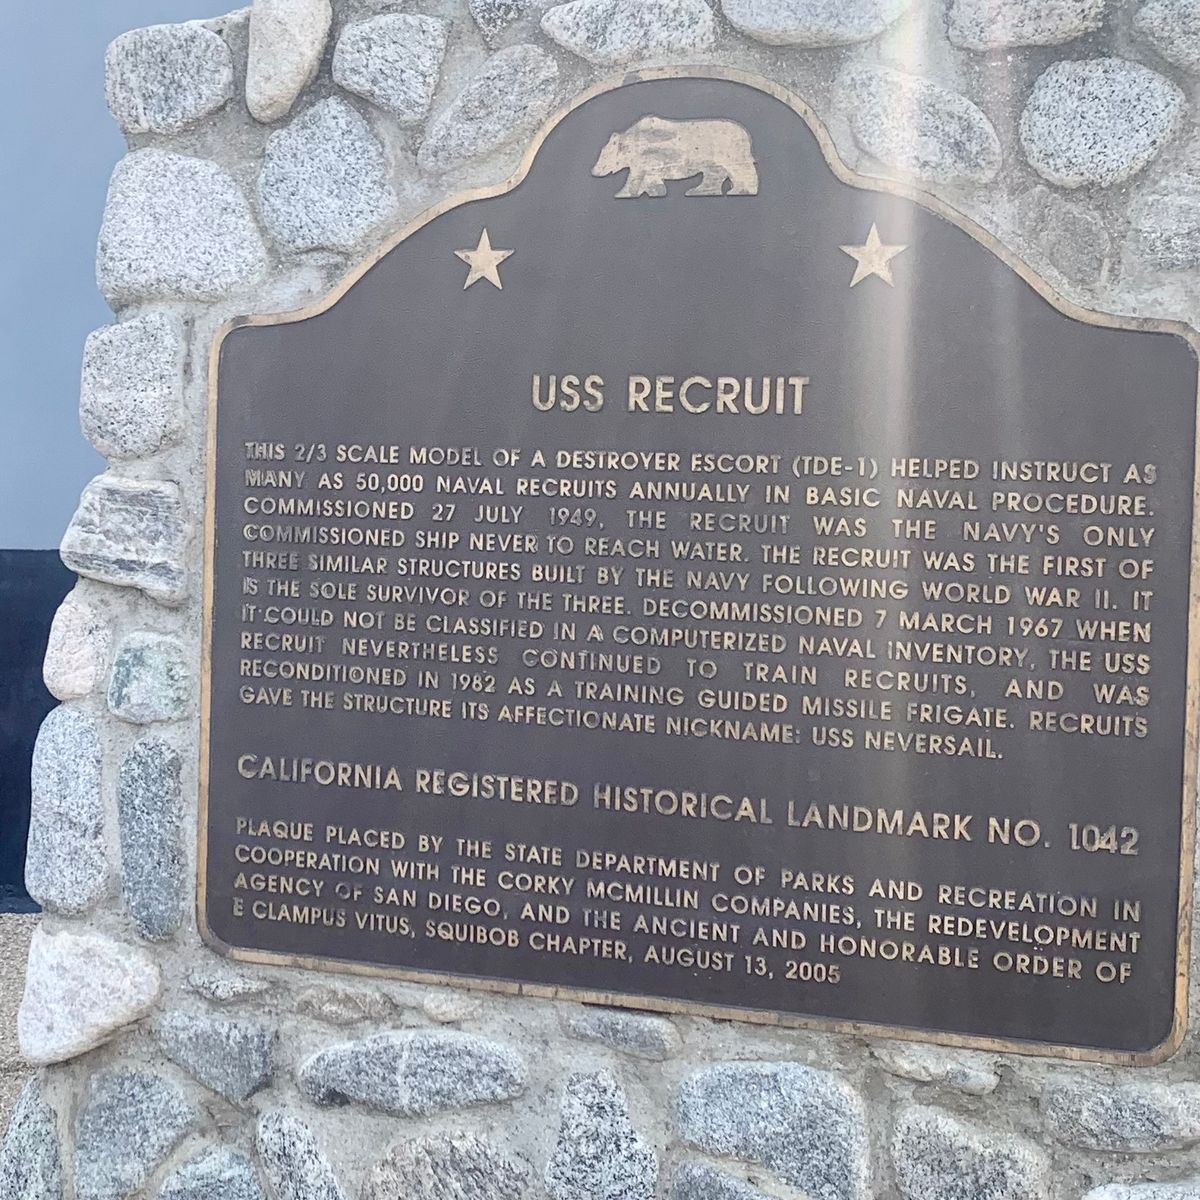 USS RECRUIT
THIS 2/3 SCALE MODEL OF A DESTROYER ESCORT (TDE-1) HELPED INSTRUCT AS
MANY AS 50,000 NAVAL RECRUITS ANNUALLY IN BASIC NAVAL PROCEDURE.
COMMISSIONED 27 JULY 1949, THE RECRUIT WAS THE NAVY'S ONLY
COMMISSIONED SHIP NEVER TO REACH WATER. THE RECRUIT WAS THE FIRST OF
THREE SIMILAR STRUCTURES BUILT BY THE NAVY FOLLOWING WORLD WAR II. IT
IS THE SOLE SURVIVOR OF THE THREE. DECOMMISSIONED 7 MARCH 1967 WHEN
IT COULD NOT BE CLASSIFIED IN A COMPUTERIZED NAVAL INVENTORY, THE USS
RECRUIT NEVERTHELESS CONTINUED TO TRAIN RECRUITS, AND WAS
RECONDITIONED IN 1982 AS A TRAINING GUIDED MISSILE FRIGATE. RECRUITS
GAVE THE STRUCTURE ITS AFFECTIONATE NICKNAME: USS NEVERSAIL.
CALIFORNIA REGISTERED HISTORICAL LANDMARK NO. 1042
PLAQUE PLACED BY THE STATE DEPARTMENT OF PARKS AND RECREATION IN
COOPERATION WITH THE CORKY MCMILLIN COMPANIES, THE REDEVELOPMENT
AGENCY OF SAN DIEGO, AND THE ANCIENT AND HONORABLE ORDER OF
E CLAMPUS VITUS, SQUIBOB CHAPTER, AUGUST 13, 2005